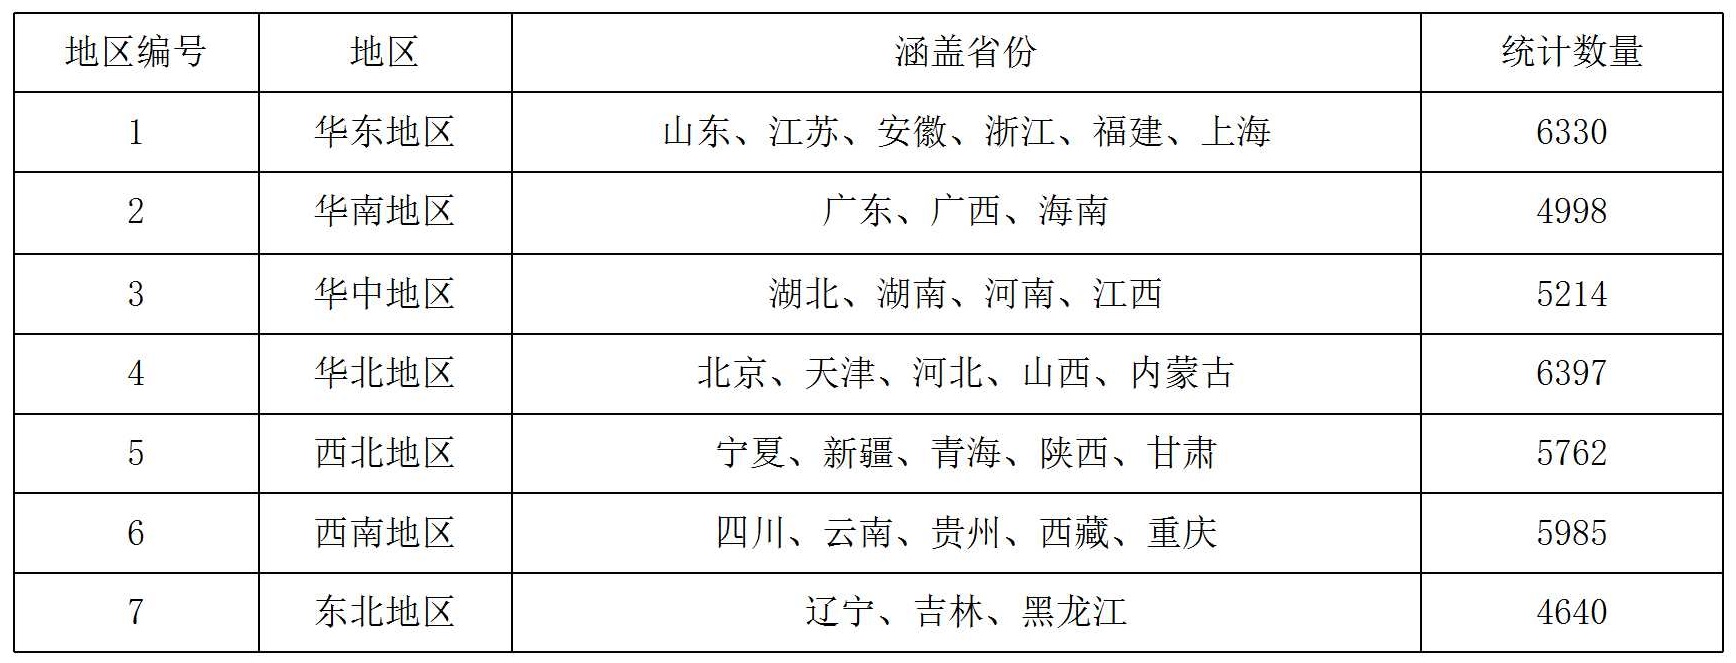 地区编号 地区 涵盖省份 统计数量
1 华东地区 山东、江苏、安徽、浙江、福建、上海 6330
2 华南地区 广东、广西、海南 4998
3 华中地区 湖北、湖南、河南、江西 5214
4 华北地区 北京、天津、河北、山西、内蒙古 6397
5 西北地区 宁夏、新疆、青海、陕西、甘肃 5762
6 西南地区 四川、云南、贵州、西藏、重庆 5985
7 东北地区 辽宁、吉林、黑龙江 4640